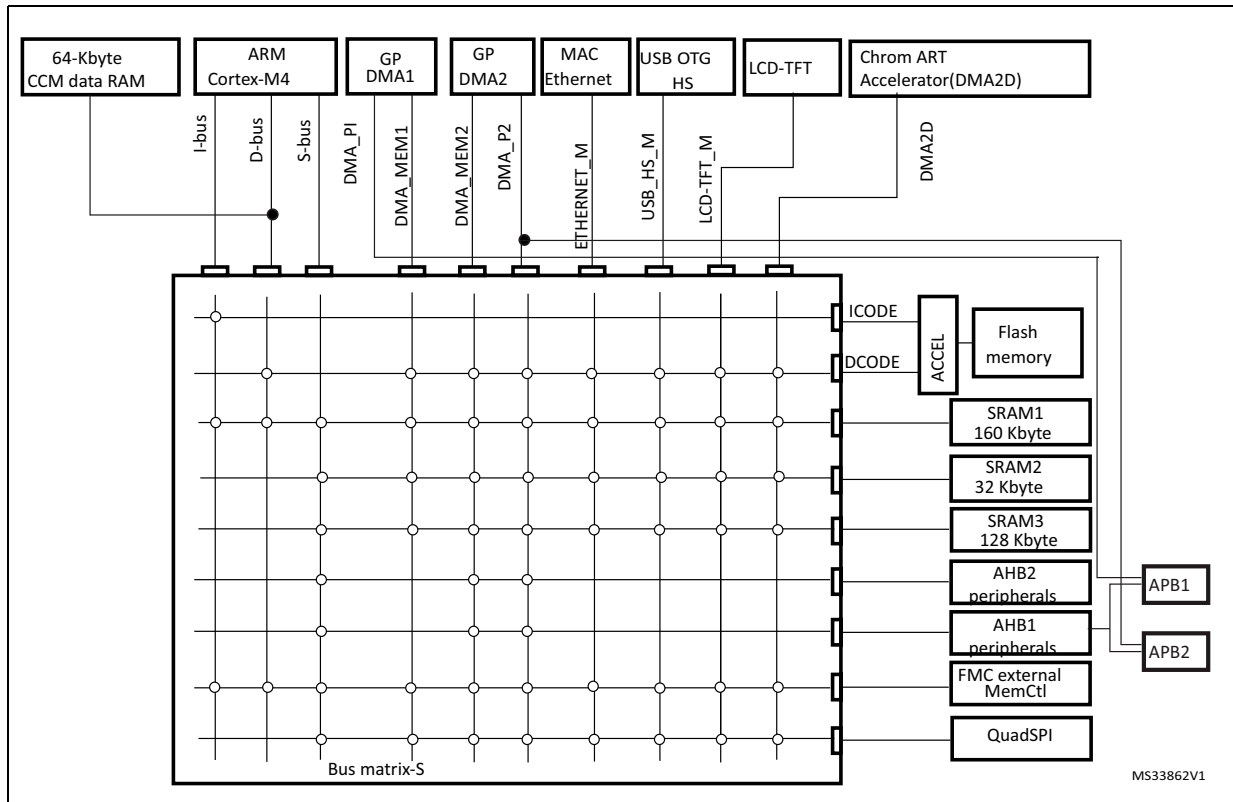 64-Kbyte
CCM data RAM
ARM
Cortex-M4
GP
DMA1
GP
DMA2
MAC
Ethernet
USB OTG
HS
LCD-TFT
Chrom ART
Accelerator(DMA2D)
I-bus
D-bus
S-bus
DMA_PI
DMA_MEM1
DMA_MEM2
DMA_P2
ETHERNET_M
USB_HS_M
LCD-TFT_M
DMA2D
ICODE
DCODE
ACCEL
Flash
memory
SRAM1
160 Kbyte
SRAM2
32 Kbyte
SRAM3
128 Kbyte
AHB2
peripherals
AHB1
peripherals
FMC external
MemCtl
QuadSPI
APB1
APB2
Bus matrix-S
MS33862V1